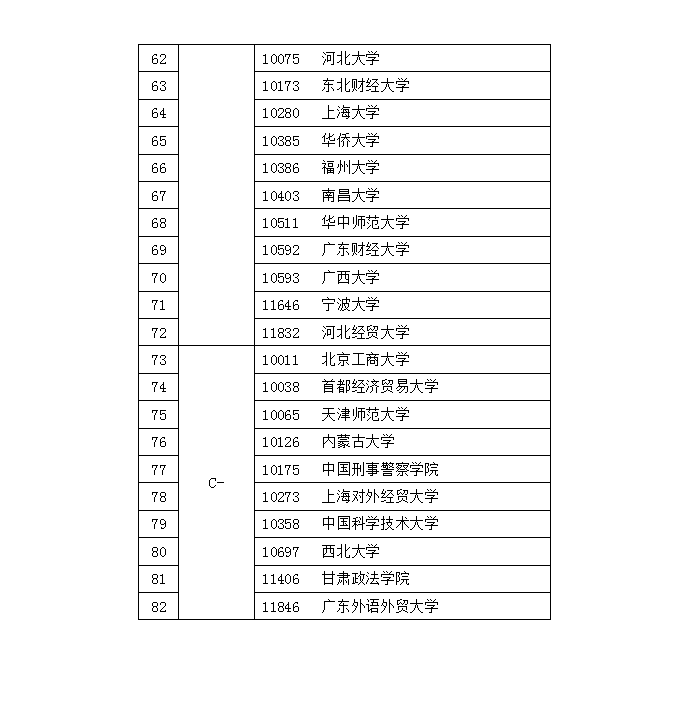 62 10075 河北大学
63 10173 东北财经大学
64 10280 上海大学
65 10385 华侨大学
66 10386 福州大学
67 10403 南昌大学
68 10511 华中师范大学
69 10592 广东财经大学
70 10593 广西大学
71 11646 宁波大学
72 11832 河北经贸大学
73 10011 北京工商大学
74 10038 首都经济贸易大学
75 10065 天津师范大学
76 10126 内蒙古大学
77 10175 中国刑事警察学院
C-
78 10273 上海对外经贸大学
79 10358 中国科学技术大学
80 10697 西北大学
81 11406 甘肃政法学院
82 11846 广东外语外贸大学